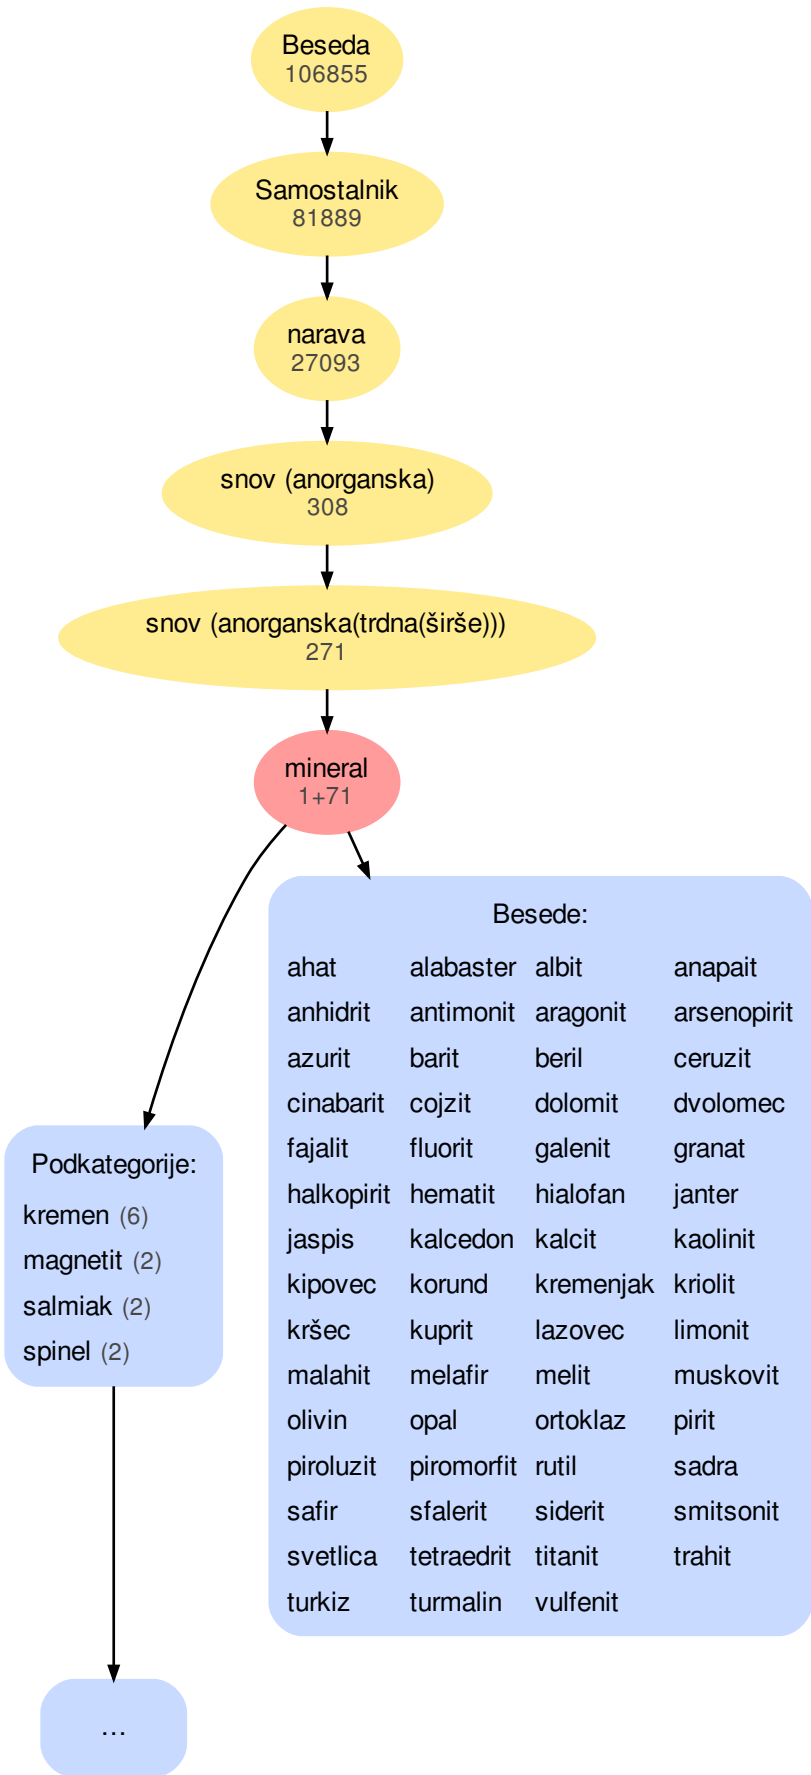 Beseda
106855
Samostalnik
81889
narava
27093
snov (anorganska)
308
snov (anorganska(trdna(širše)))
271
mineral
1+71
Besede:
ahat alabaster albit anapait
anhidrit antimonit aragonit arsenopirit
azurit barit beril ceruzit
cinabarit cojzit dolomit dvolomec
fajalit fluorit galenit granat
halkopirit hematit hialofan janter
jaspis kalcedon kalcit kaolinit
kipovec korund kremenjak kriolit
kršec kuprit lazovec limonit
malahit melafir melit muskovit
olivin opal ortoklaz pirit
piroluzit piromorfit rutil sadra
safir sfalerit siderit smitsonit
svetlica tetraedrit titanit trahit
turkiz turmalin vulfenit
Podkategorije:
kremen (6)
magnetit (2)
salmiak (2)
spinel (2)
...